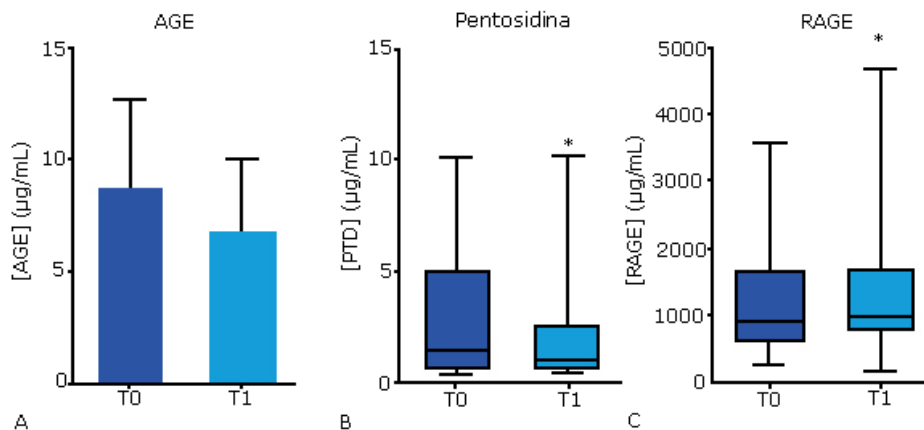 AGE
15
10
5
0
[AGE] (µg/mL)
T0
T1
A
Pentosidina
15
10
5
0
[PTD] (µg/mL)
*
T0
T1
B
RAGE
5000
4000
3000
2000
1000
0
[RAGE] (µg/mL)
*
T0
T1
C